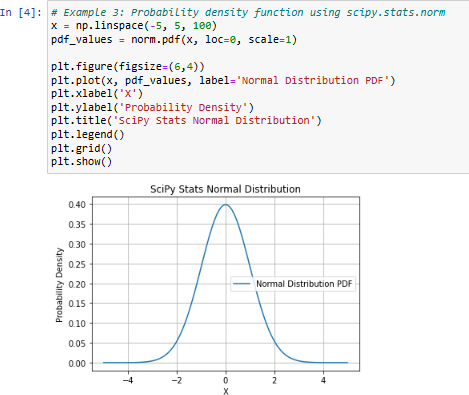 In [4]:
# Example 3: Probability density function using scipy.stats.norm
x = np.linspace(-5, 5, 100)
pdf_values = norm.pdf(x, loc=0, scale=1)
plt.figure(figsize=(6,4))
plt.plot(x, pdf_values, label='Normal Distribution PDF')
plt.xlabel('X')
plt.ylabel('Probability Density')
plt.title('SciPy Stats Normal Distribution')
plt.legend()
plt.grid()
plt.show()
SciPy Stats Normal Distribution
Probability Density
0.40
0.35
0.30
0.25
0.20
0.15
0.10
0.05
0.00
Normal Distribution PDF
−4 −2 0 2 4
X